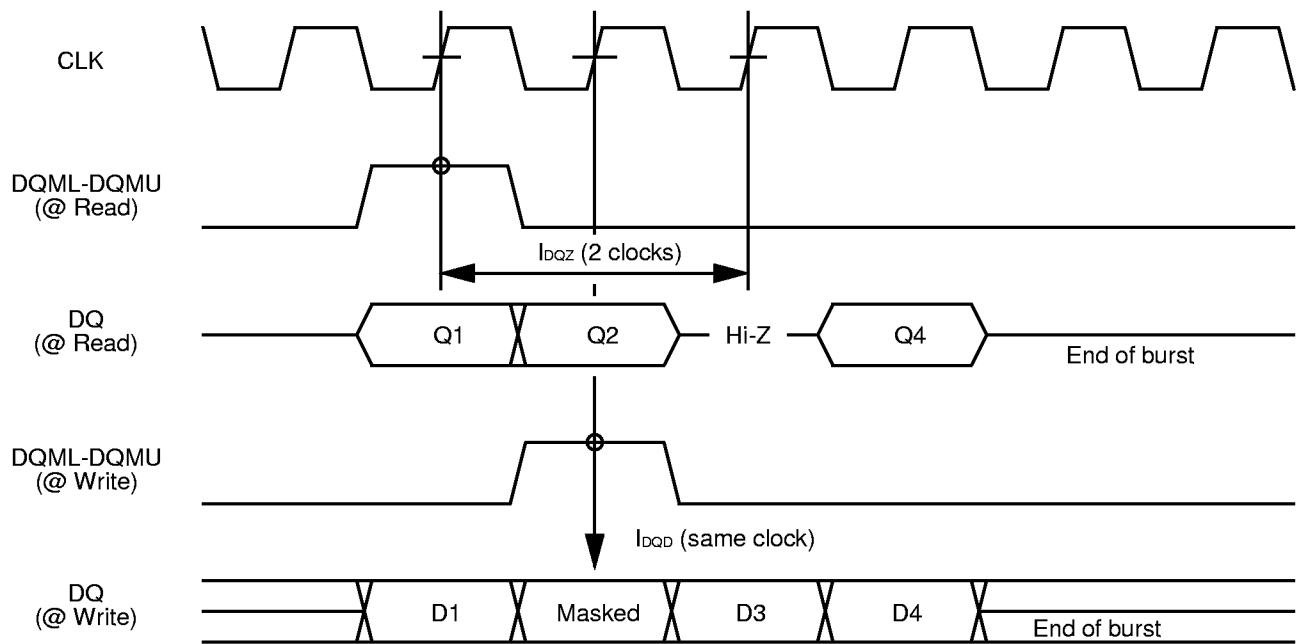 CLK
DQML-DQMU
(@ Read)
IDQZ (2 clocks)
DQ
(@ Read)
Q1 Q2 Hi-Z Q4
End of burst
DQML-DQMU
(@ Write)
IDQD (same clock)
DQ
(@ Write)
D1 Masked D3 D4
End of burst